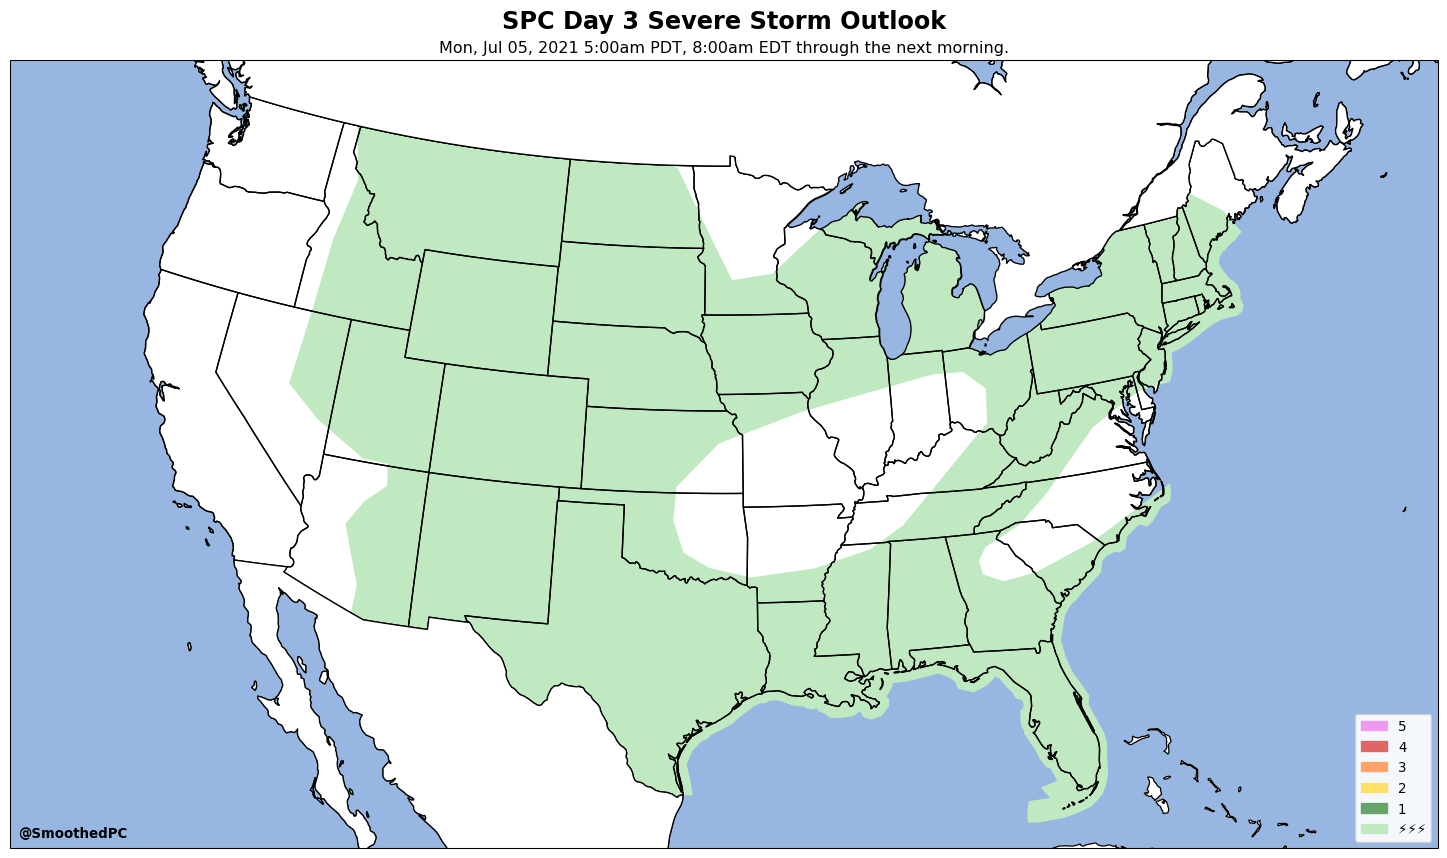 SPC Day 3 Severe Storm Outlook
Mon, Jul 05, 2021 5:00am PDT, 8:00am EDT through the next morning.
5
4
3
2
1
⚡⚡⚡
@SmoothedPC